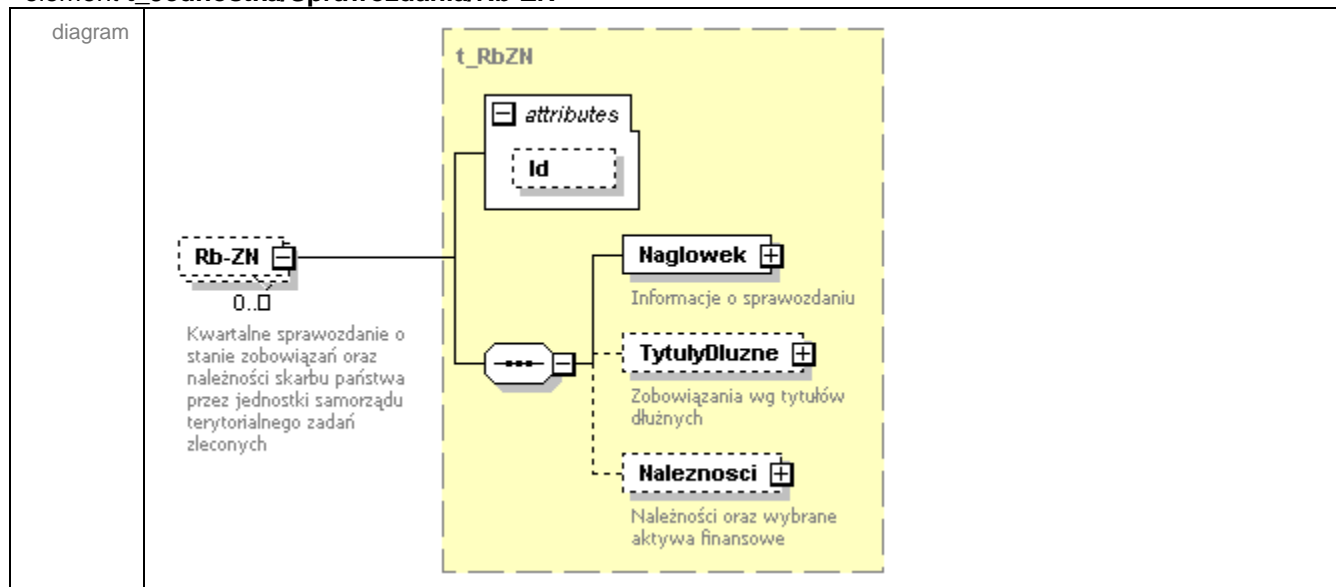 diagram
t_RbZN
attributes
Id
Rb-ZN
0..
Kwartalne sprawozdanie o
stanie zobowiązań oraz
należności skarbu państwa
przez jednostki samorządu
terytorialnego zadań
zleconych
Naglowek
Informacje o sprawozdaniu
TytulyDluzne
Zobowiązania wg tytułów
dłużnych
Naleznosci
Należności oraz wybrane
aktywa finansowe